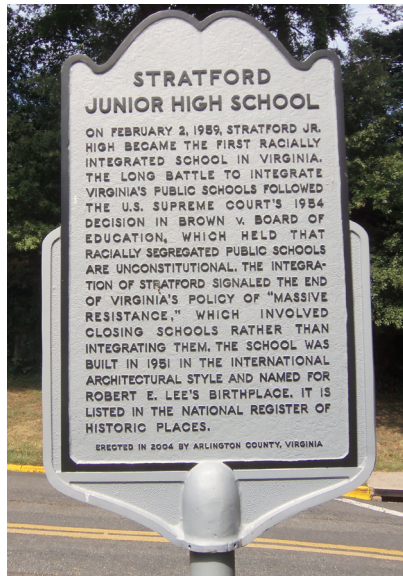 STRATFORD
JUNIOR HIGH SCHOOL
ON FEBRUARY 2, 1959, STRATFORD JR.
HIGH BECAME THE FIRST RACIALLY
INTEGRATED SCHOOL IN VIRGINIA.
THE LONG BATTLE TO INTEGRATE
VIRGINIA'S PUBLIC SCHOOLS FOLLOWED
THE U.S. SUPREME COURT'S 1954
DECISION IN BROWN V. BOARD OF
EDUCATION, WHICH HELD THAT
RACIALLY SEGREGATED PUBLIC SCHOOLS
ARE UNCONSTITUTIONAL. THE INTEGRA-
TION OF STRATFORD SIGNALED THE END
OF VIRGINIA'S POLICY OF "MASSIVE
RESISTANCE," WHICH INVOLVED
CLOSING SCHOOLS RATHER THAN
INTEGRATING THEM. THE SCHOOL WAS
BUILT IN 1951 IN THE INTERNATIONAL
ARCHITECTURAL STYLE AND NAMED FOR
ROBERT E. LEE'S BIRTHPLACE. IT IS
LISTED IN THE NATIONAL REGISTER OF
HISTORIC PLACES.
ERECTED IN 2004 BY ARLINGTON COUNTY, VIRGINIA